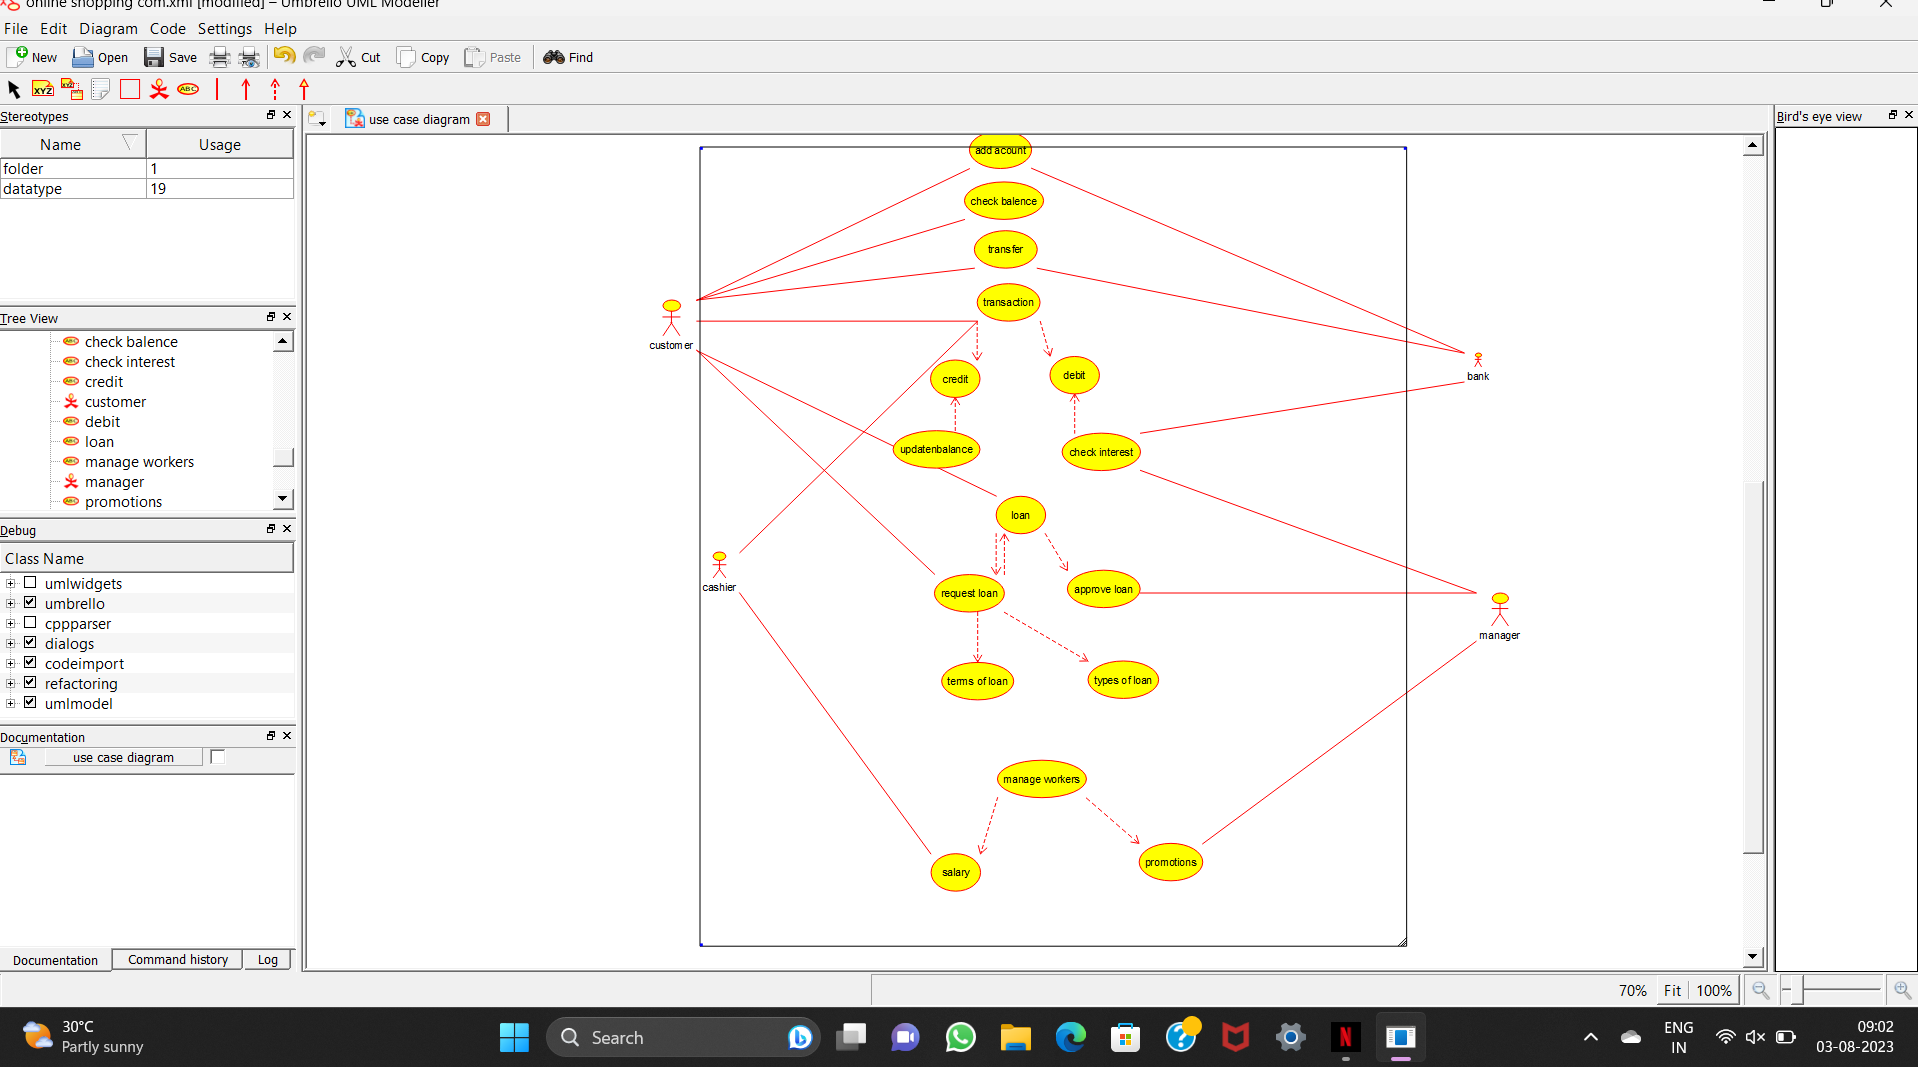 online shopping com.xmi [modified] – Umbrello UML Modeller
File Edit Diagram Code Settings Help
New Open Save Cut Copy Paste Find
XYZ XYZ ABC
Stereotypes
Name Usage
folder 1
datatype 19
Tree View
check balence
check interest
credit
customer
debit
loan
manage workers
manager
promotions
Debug
Class Name
umlwidgets
umbrello
cppparser
dialogs
codeimport
refactoring
umlmodel
Documentation
use case diagram
Documentation Command history Log
use case diagram
add acount
check balence
transfer
transaction
customer
credit
debit
bank
updatenbalance
check interest
loan
cashier
request loan
approve loan
manager
terms of loan
types of loan
manage workers
salary
promotions
Bird's eye view
70% Fit 100%
30°C
Partly sunny
Search
ENG
IN
09:02
03-08-2023